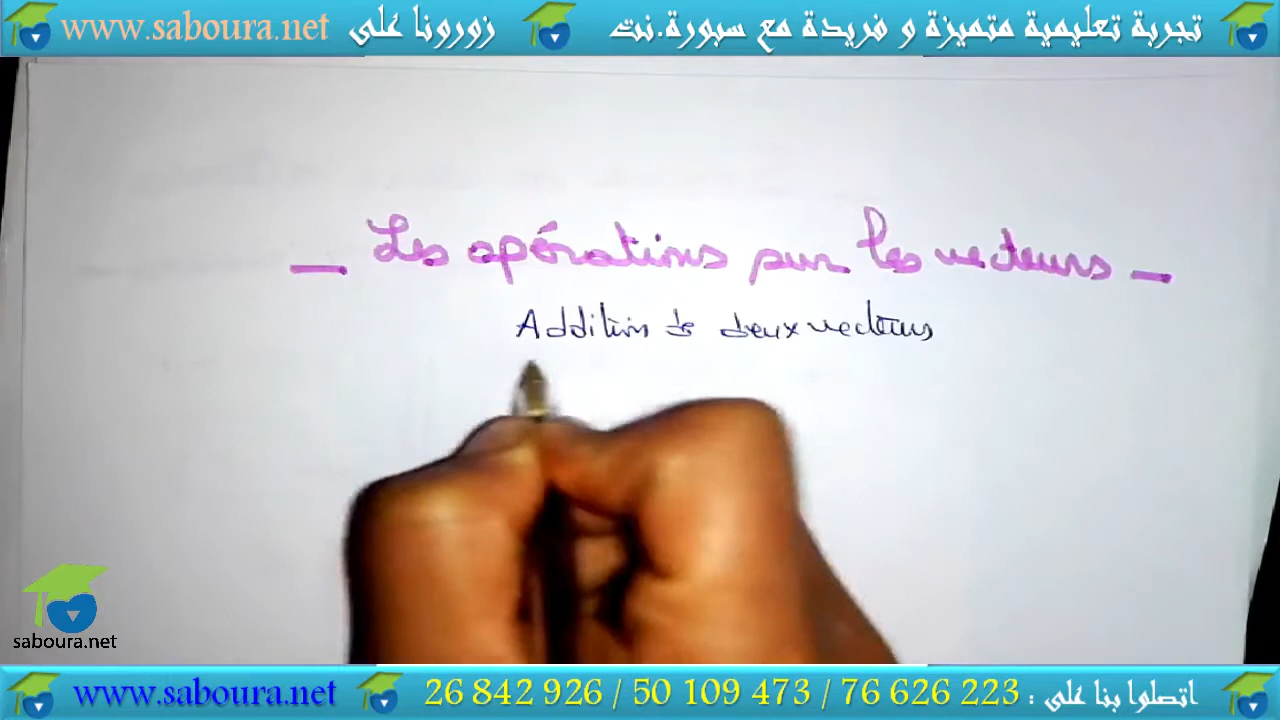 www.saboura.net زورونا على تجربة تعليمية متميزة و فريدة مع سبورة.نت
_ Les opérations sur les vecteurs _
Addition de deux vecteurs
saboura.net
www.saboura.net 26 842 926 / 50 109 473 / 76 626 223 : اتصلوا بنا على